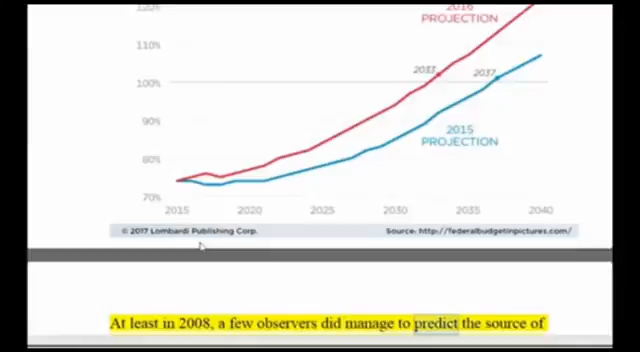 120%
2016
PROJECTION
110%
2033
2037
100%
90%
2015
PROJECTION
80%
70%
2015 2020 2025 2030 2035 2040
© 2017 Lombardi Publishing Corp. Source: http://federalbudgetinpictures.com/
At least in 2008, a few observers did manage to predict the source of